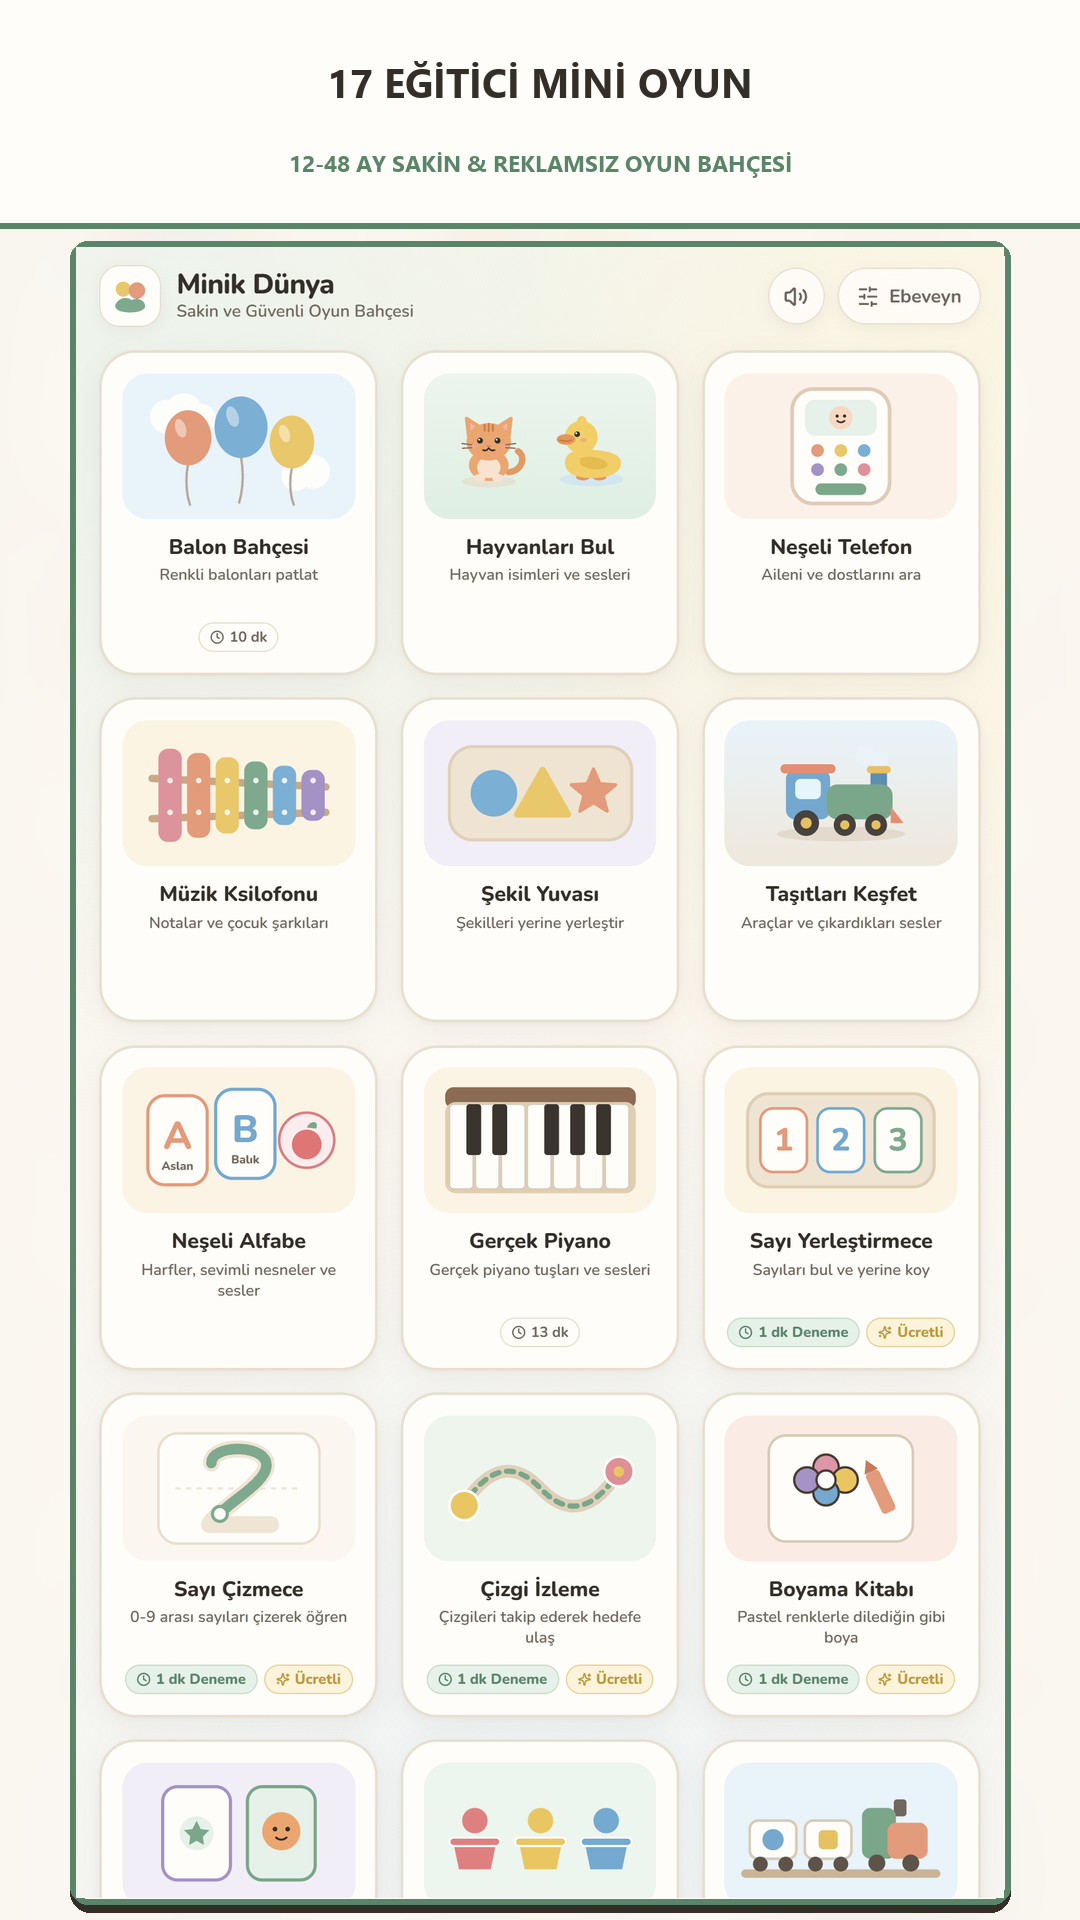 17 EĞİTİCİ MİNİ OYUN
12-48 AY SAKİN & REKLAMSIZ OYUN BAHÇESİ
Minik Dünya
Sakin ve Güvenli Oyun Bahçesi
Ebeveyn
Balon Bahçesi
Renkli balonları patlat
10 dk
Hayvanları Bul
Hayvan isimleri ve sesleri
Neşeli Telefon
Aileni ve dostlarını ara
Müzik Ksilofonu
Notalar ve çocuk şarkıları
Şekil Yuvası
Şekilleri yerine yerleştir
Taşıtları Keşfet
Araçlar ve çıkardıkları sesler
A
Aslan
B
Balık
Neşeli Alfabe
Harfler, sevimli nesneler ve
sesler
Gerçek Piyano
Gerçek piyano tuşları ve sesleri
13 dk
1 2 3
Sayı Yerleştirmece
Sayıları bul ve yerine koy
1 dk Deneme
Ücretli
2
Sayı Çizmece
0-9 arası sayıları çizerek öğren
1 dk Deneme
Ücretli
Çizgi İzleme
Çizgileri takip ederek hedefe
ulaş
1 dk Deneme
Ücretli
Boyama Kitabı
Pastel renklerle dilediğin gibi
boya
1 dk Deneme
Ücretli